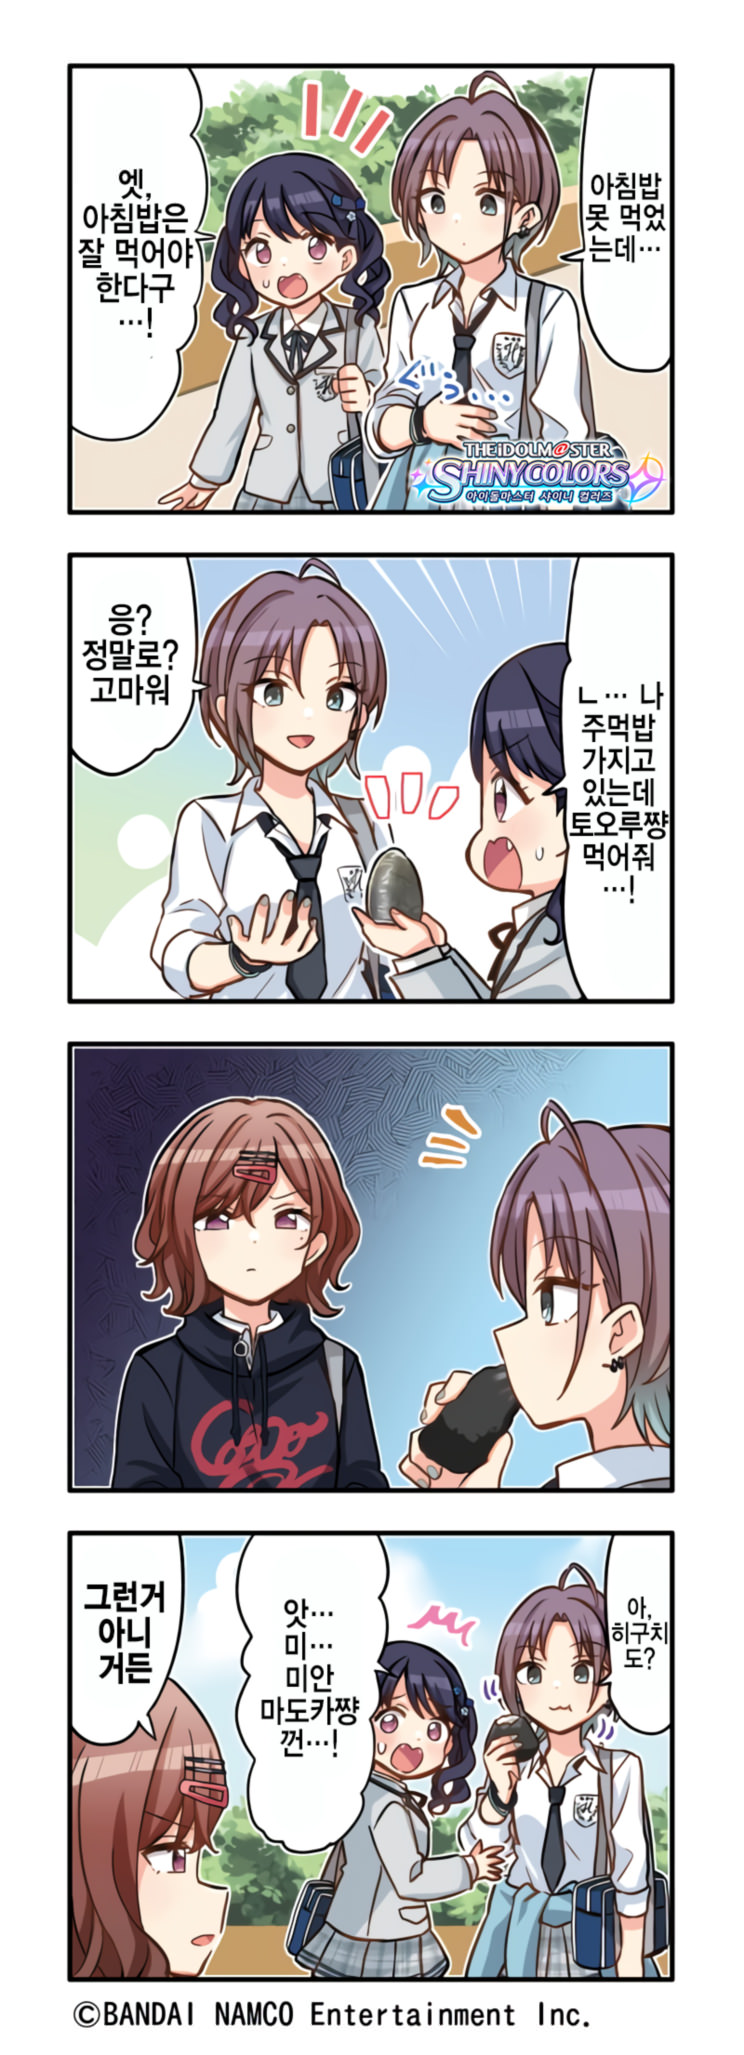 아침밥
못 먹었
는데…
엣,
아침밥은
잘 먹어야
한다구
…!
ぐぅ...
THE iDOLM@STER
SHINYCOLORS
아이돌마스터 샤이니 컬러즈
ㄴ… 나
주먹밥
가지고
있는데
토오루쨩
먹어줘
…!
응?
정말로?
고마워
아,
히구치
도?
앗…
미…
미안
마도카쨩
껀…!
그런거
아니
거든
©BANDAI NAMCO Entertainment Inc.